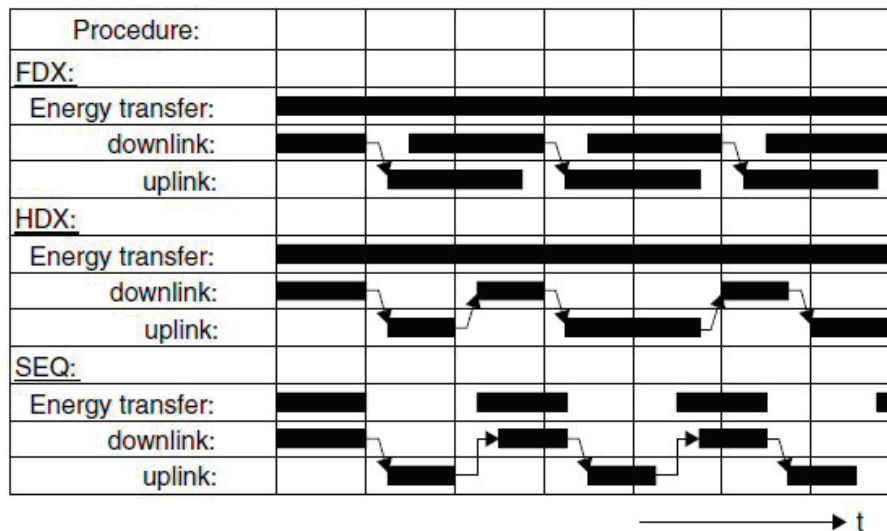 Procedure:
FDX:
Energy transfer:
downlink:
uplink:
HDX:
Energy transfer:
downlink:
uplink:
SEQ:
Energy transfer:
downlink:
uplink:
t